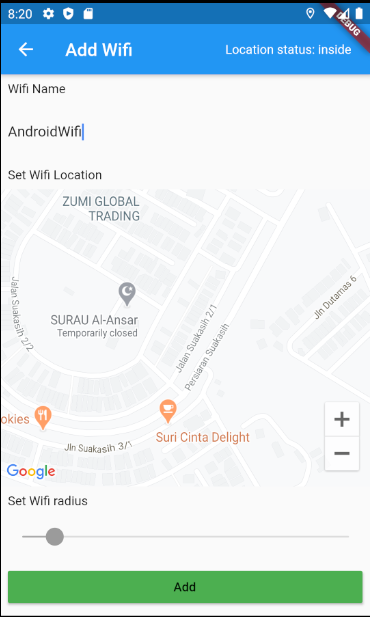 8:20
DEBUG
Add Wifi
Location status: inside
Wifi Name
AndroidWifi
Set Wifi Location
ZUMI GLOBAL
TRADING
Jalan Suakasih 2/2
SURAU Al-Ansar
Temporarily closed
Jalan Suakasih 2/1
Persiaran Suakasih
Jln Dutamas 6
okies
Suri Cinta Delight
Jln Suakasih 3/1
Google
Set Wifi radius
Add